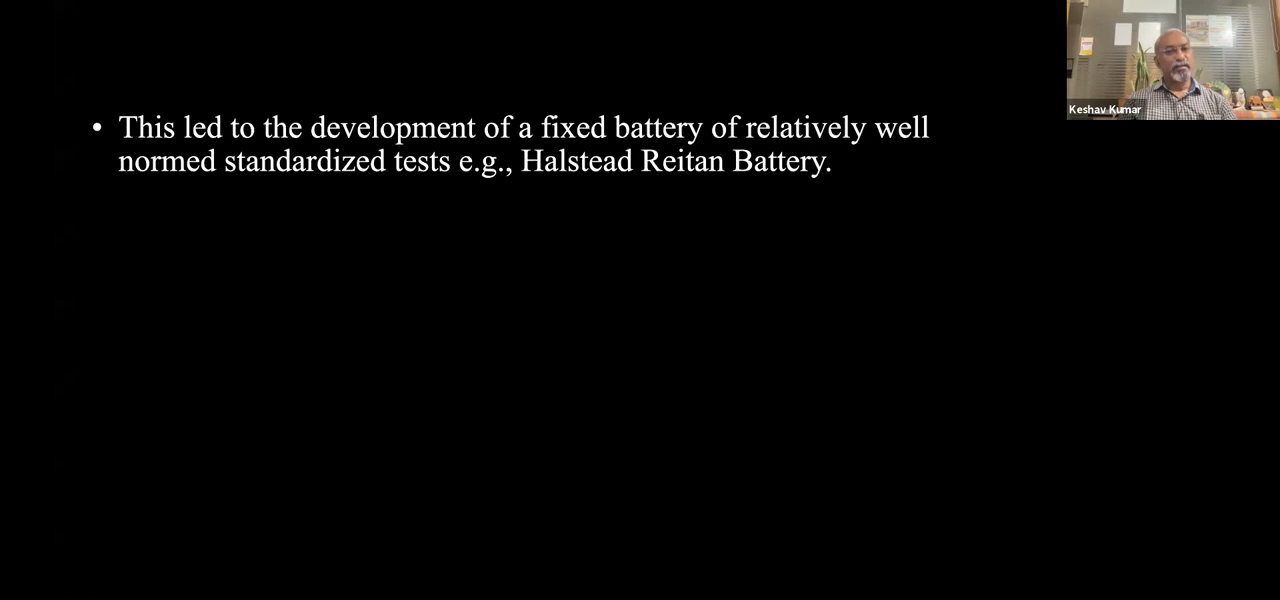 • This led to the development of a fixed battery of relatively well
normed standardized tests e.g., Halstead Reitan Battery.
Keshav Kumar